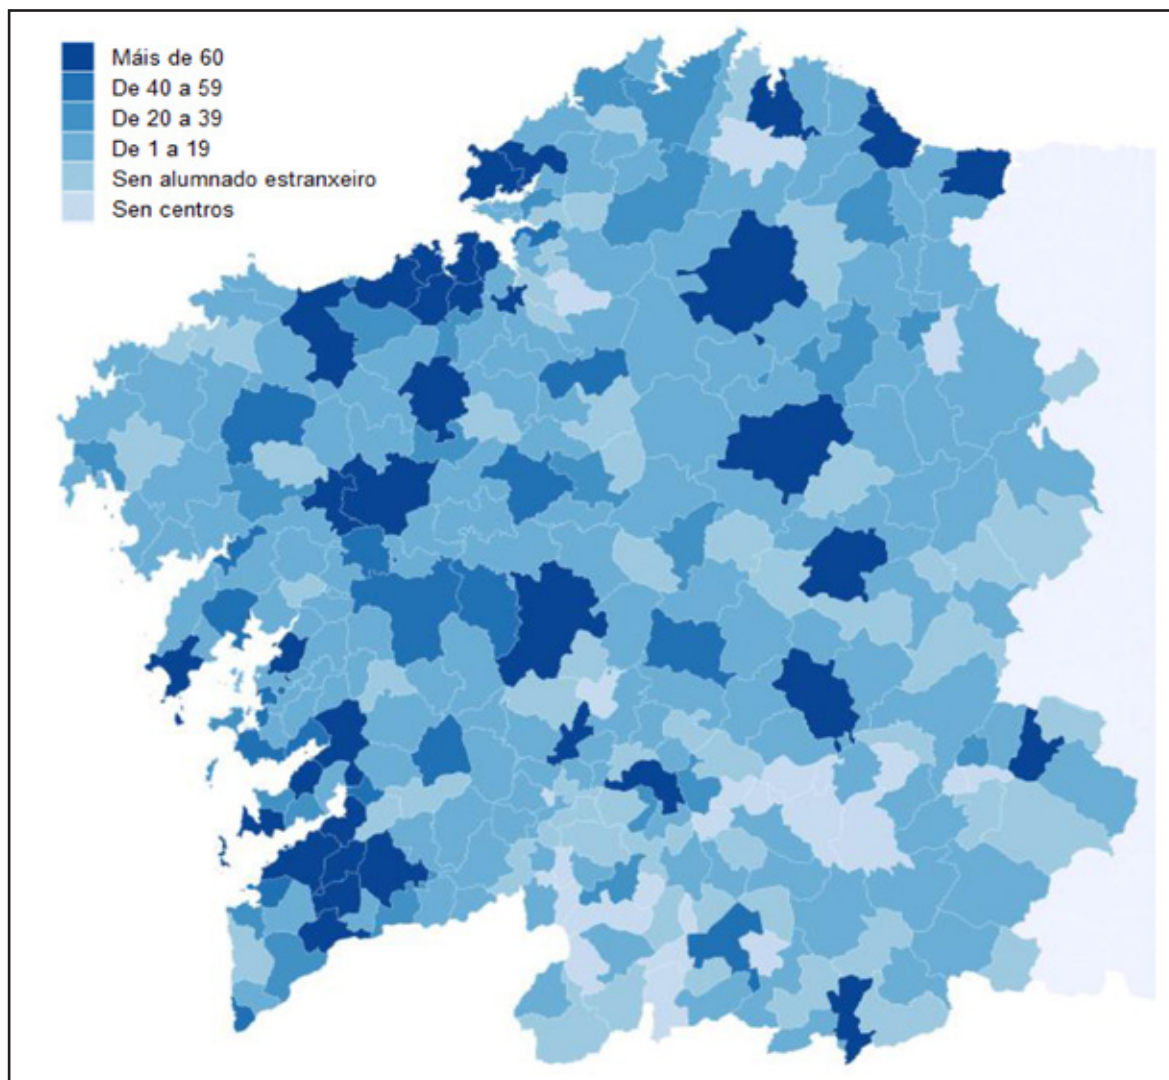 Máis de 60
De 40 a 59
De 20 a 39
De 1 a 19
Sen alumnado estranxeiro
Sen centros